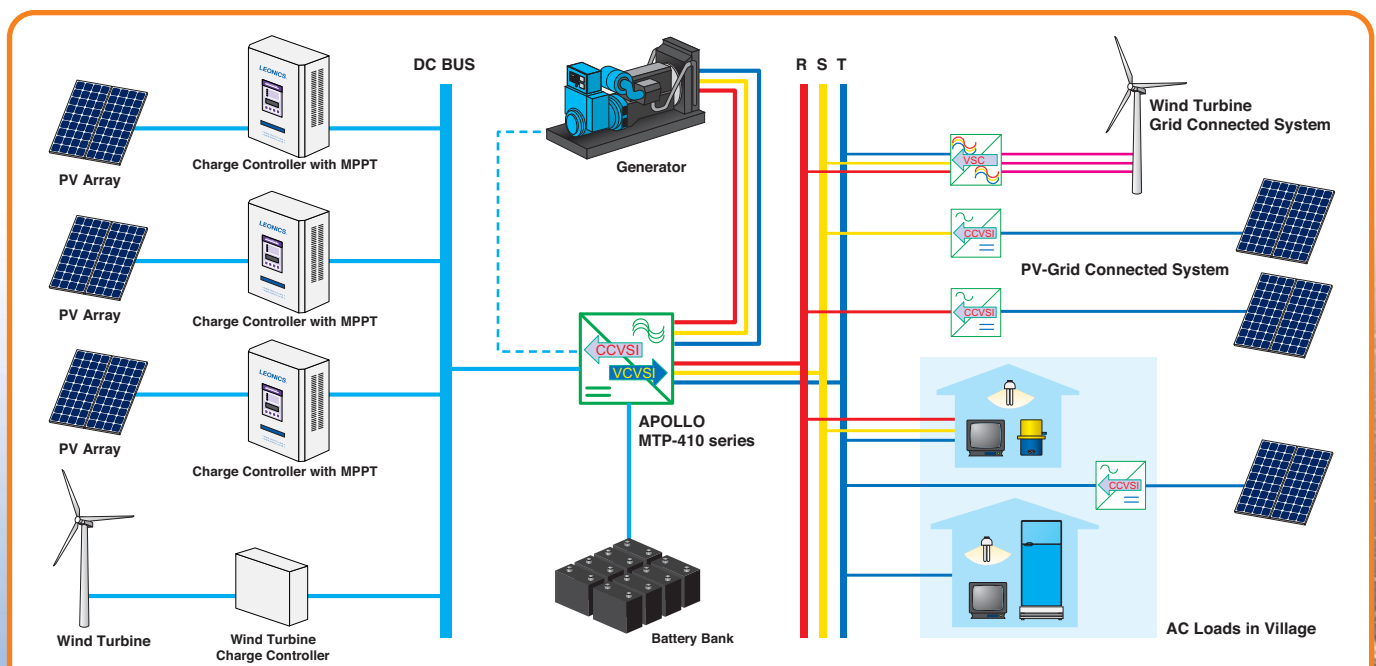 DC BUS
R S T
LEONICS
Charge Controller with MPPT
PV Array
Generator
Wind Turbine
Grid Connected System
VSC
LEONICS
Charge Controller with MPPT
PV Array
CCVSI
PV-Grid Connected System
CCVSI
LEONICS
Charge Controller with MPPT
PV Array
CCVSI
VCVSI
APOLLO
MTP-410 series
CCVSI
Wind Turbine
Wind Turbine
Charge Controller
Battery Bank
AC Loads in Village